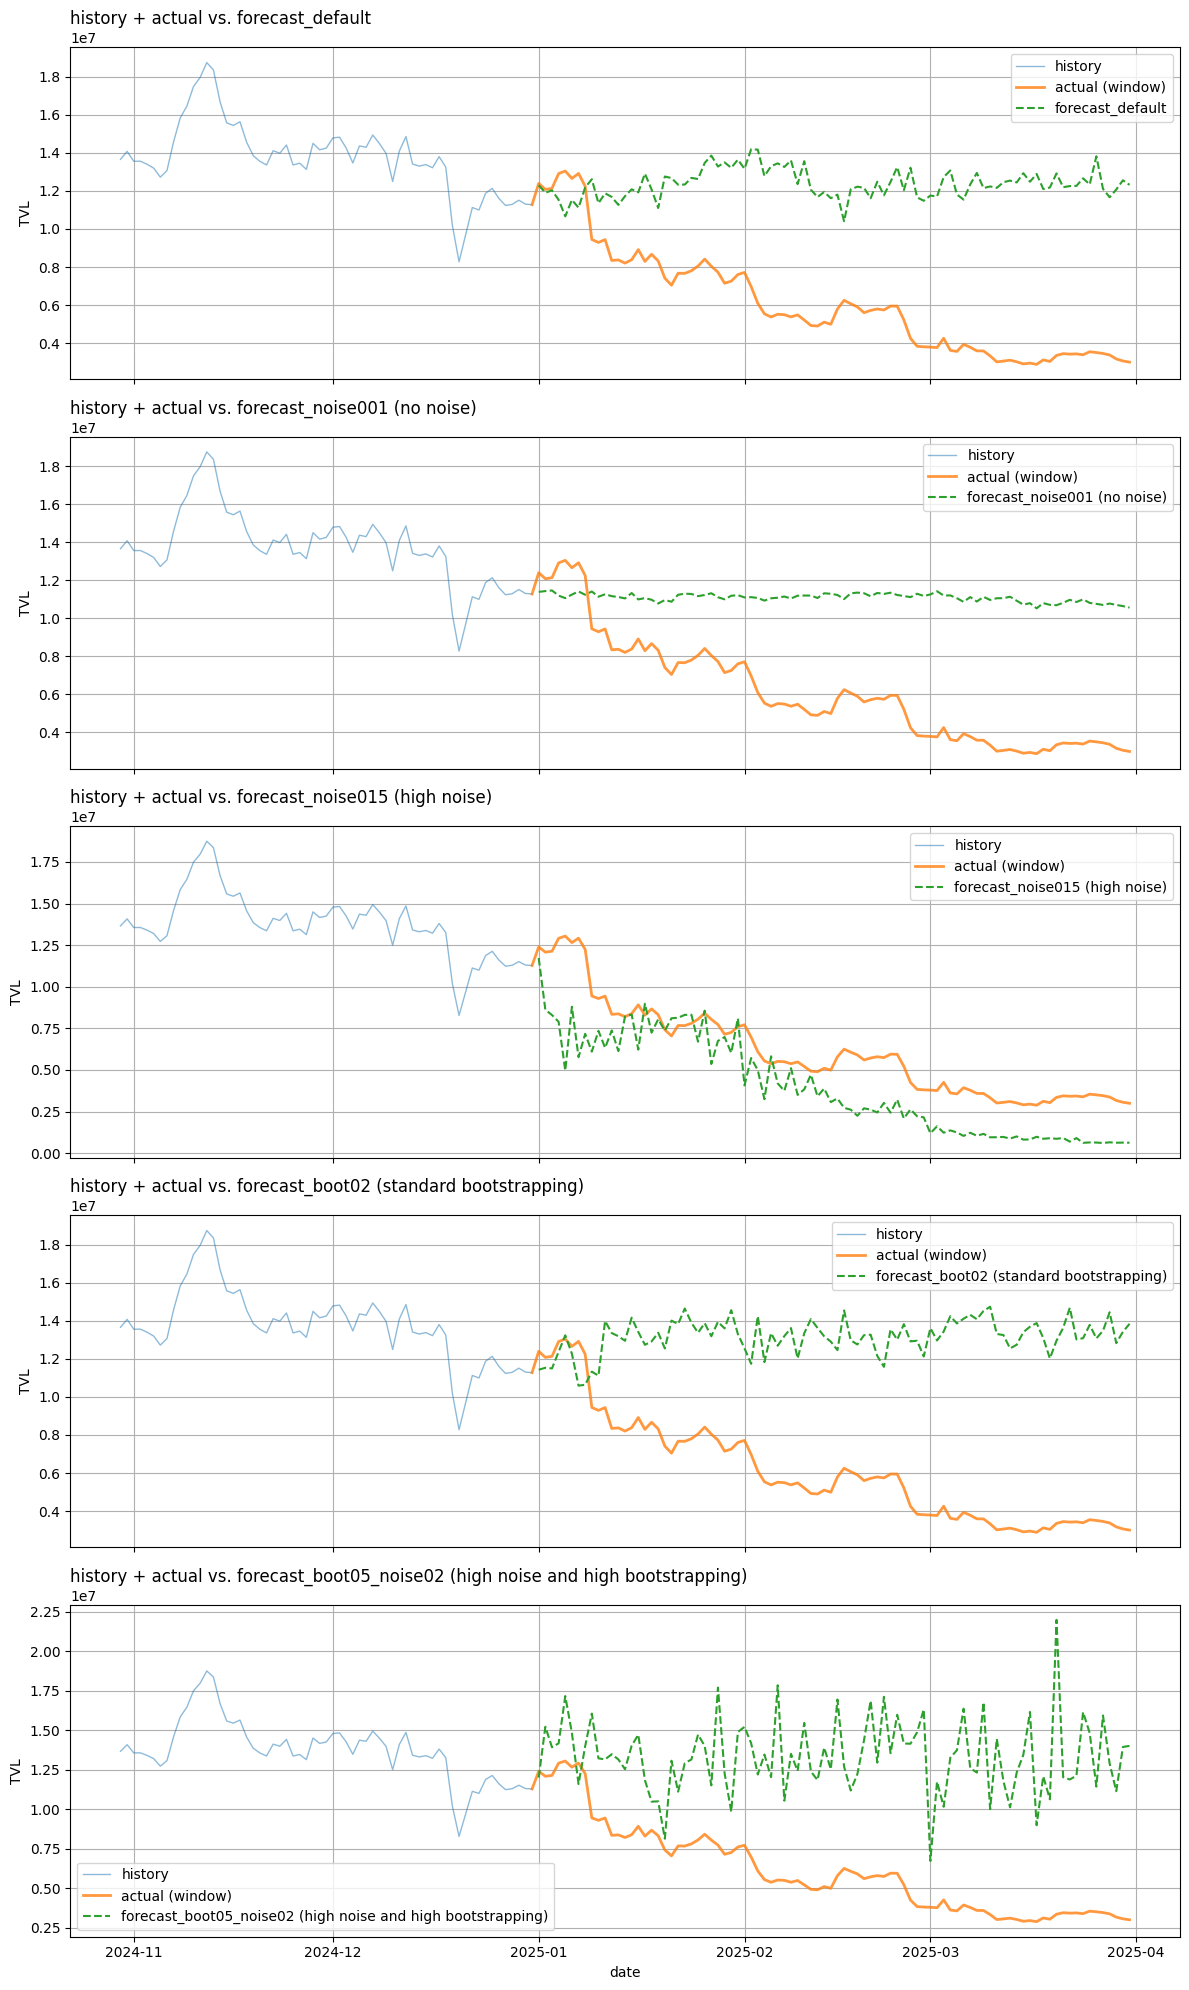 history + actual vs. forecast_default
1e7
history
actual (window)
forecast_default
1.8
1.6
1.4
1.2
1.0
0.8
0.6
0.4
TVL
history + actual vs. forecast_noise001 (no noise)
1e7
history
actual (window)
forecast_noise001 (no noise)
1.8
1.6
1.4
1.2
1.0
0.8
0.6
0.4
TVL
history + actual vs. forecast_noise015 (high noise)
1e7
history
actual (window)
forecast_noise015 (high noise)
1.75
1.50
1.25
1.00
0.75
0.50
0.25
0.00
TVL
history + actual vs. forecast_boot02 (standard bootstrapping)
1e7
history
actual (window)
forecast_boot02 (standard bootstrapping)
1.8
1.6
1.4
1.2
1.0
0.8
0.6
0.4
TVL
history + actual vs. forecast_boot05_noise02 (high noise and high bootstrapping)
1e7
2.25
2.00
1.75
1.50
1.25
1.00
0.75
0.50
0.25
TVL
history
actual (window)
forecast_boot05_noise02 (high noise and high bootstrapping)
2024-11 2024-12 2025-01 2025-02 2025-03 2025-04
date